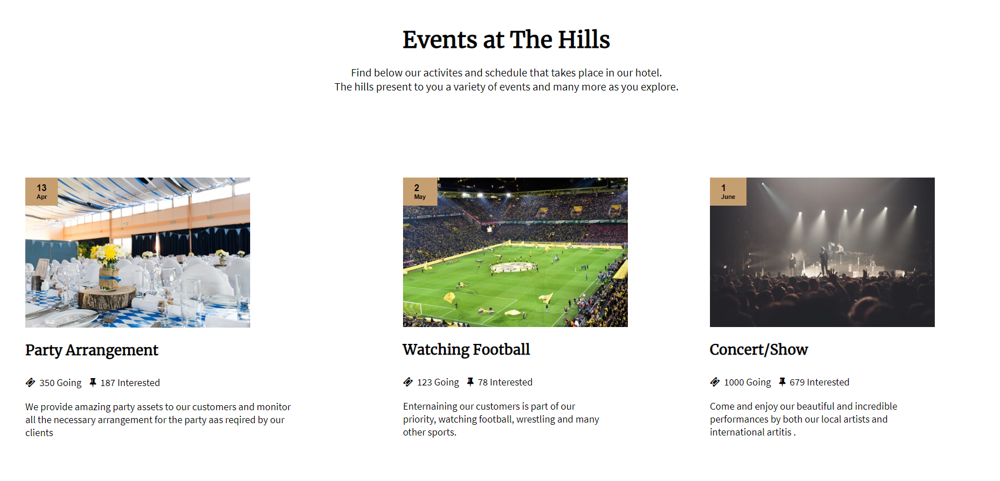 Events at The Hills
Find below our activites and schedule that takes place in our hotel.
The hills present to you a variety of events and many more as you explore.
13
Apr
Party Arrangement
350 Going 187 Interested
We provide amazing party assets to our customers and monitor
all the necessary arrangement for the party aas reqired by our
clients
2
May
Watching Football
123 Going 78 Interested
Enternaining our customers is part of our
priority, watching football, wrestling and many
other sports.
1
June
Concert/Show
1000 Going 679 Interested
Come and enjoy our beautiful and incredible
performances by both our local artists and
international artitis .